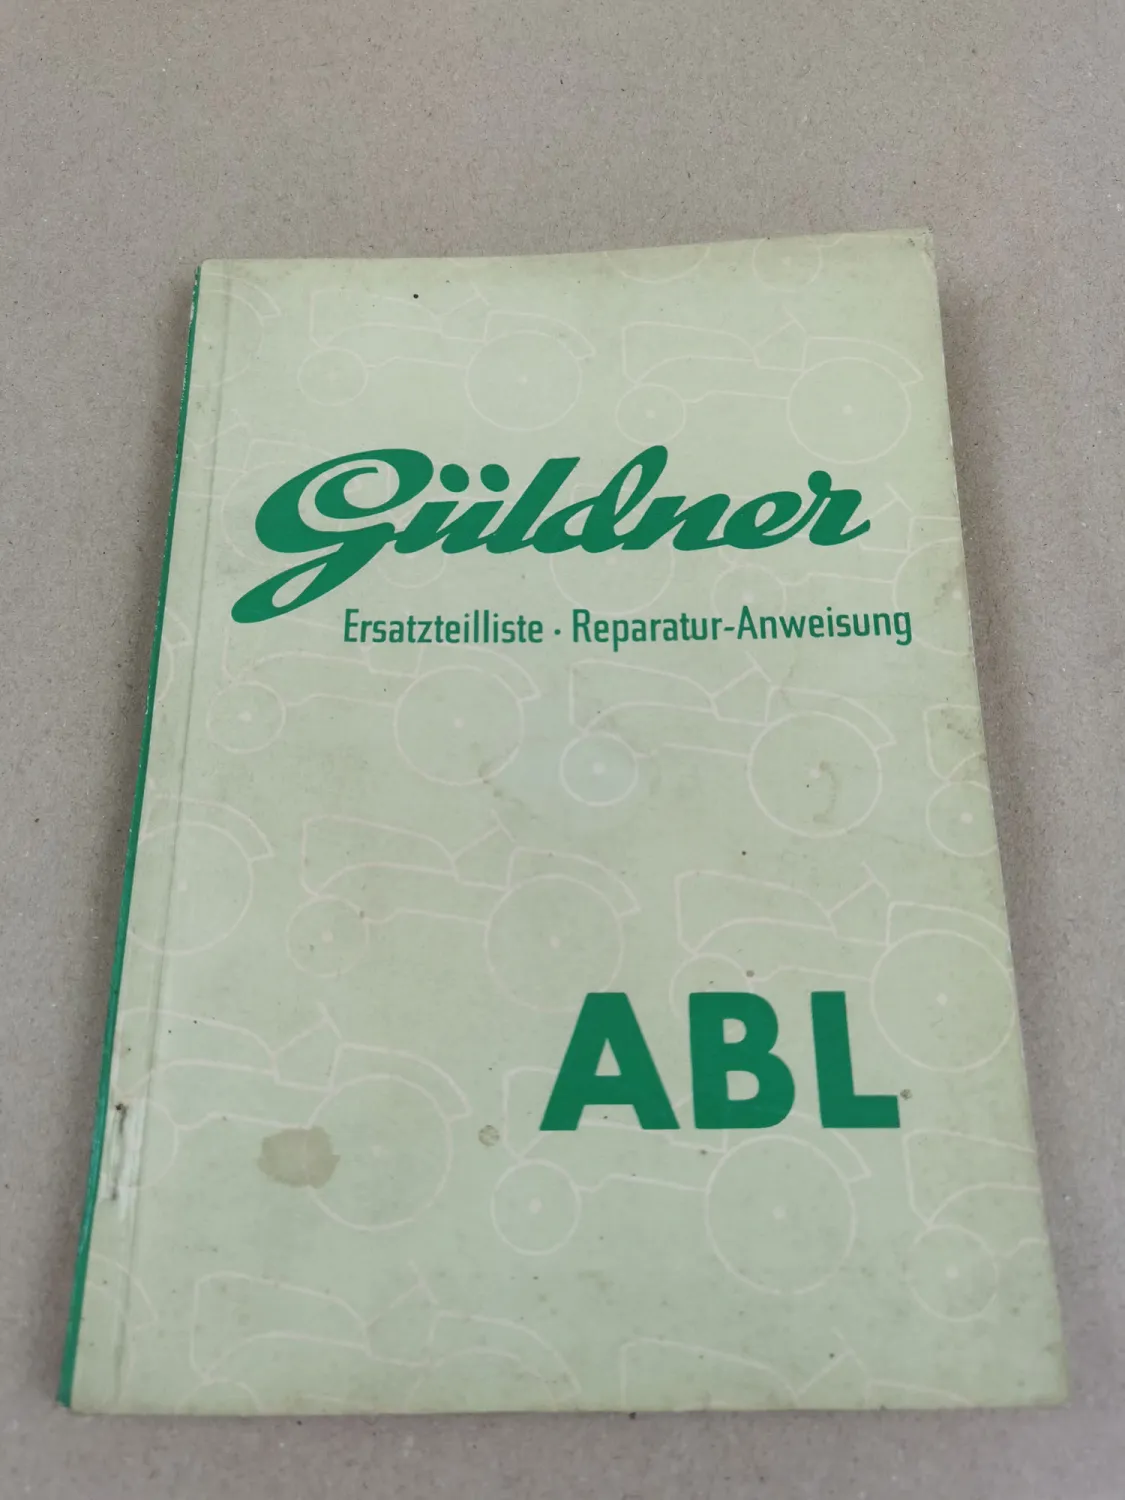 Güldner
Ersatzteilliste · Reparatur-Anweisung
ABL